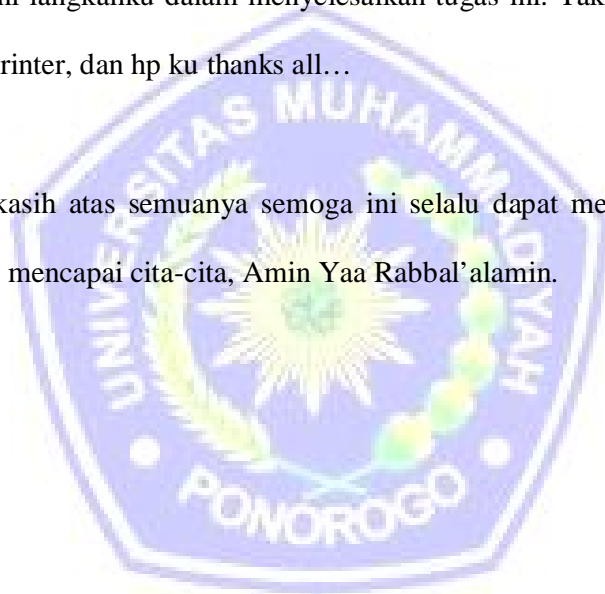 langkahku dalam menyelesaikan tugas ini.
rinter, dan hp ku thanks all…
kasih atas semuanya semoga ini selalu dapat me
mencapai cita-cita, Amin Yaa Rabbal’alamin.
UNIVERSITAS MUHAMMADIYAH
PONOROGO